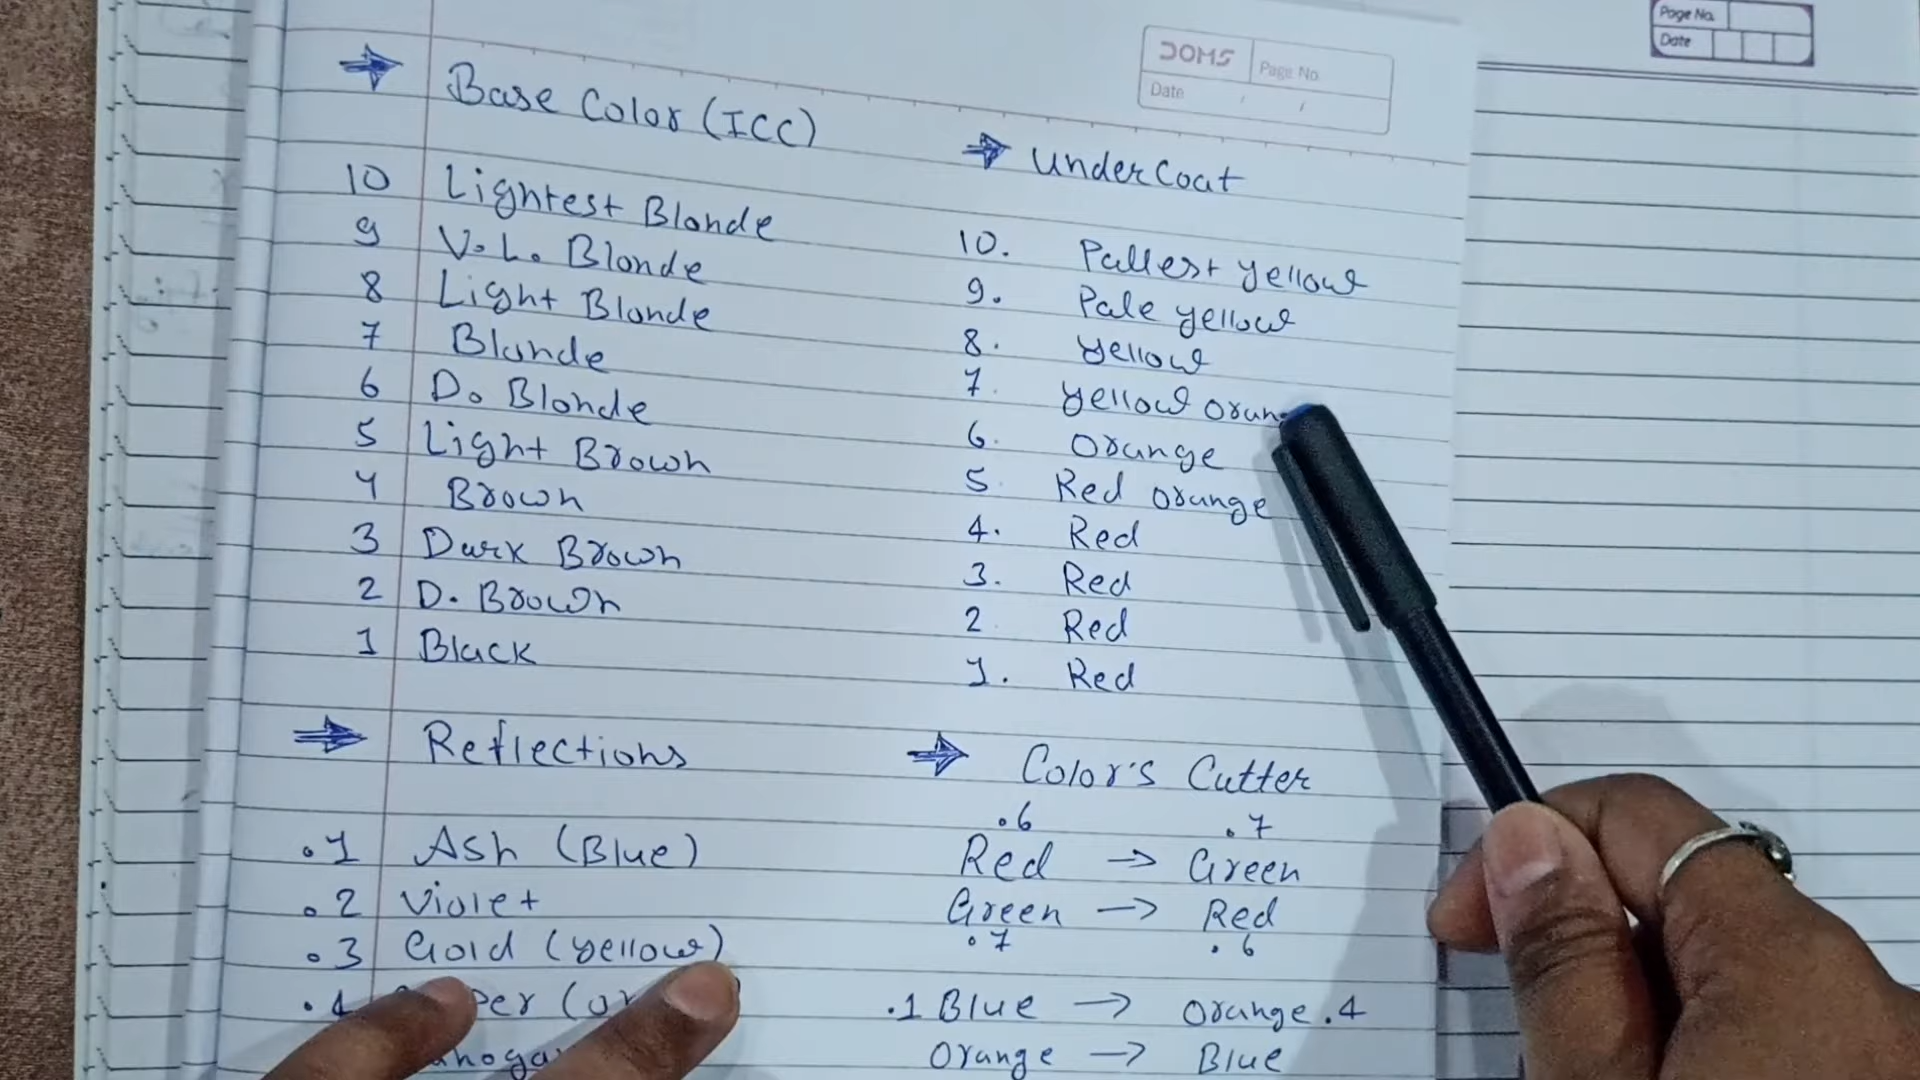 Page No.
Date
DOMS
Page No.
Date / /
Base Color (ICC)
10 Lightest Blonde
9 V.L. Blonde
8 Light Blonde
7 Blonde
6 D. Blonde
5 Light Brown
4 Brown
3 Dark Brown
2 D. Brown
1 Black
Under Coat
10. Pallest yellow
9. Pale yellow
8. yellow
7. yellow
6. Orange
5. Red orange
4. Red
3. Red
2. Red
1. Red
Reflections
.1 Ash (Blue)
.2 Violet
.3 Gold (yellow)
.4
Color's Cutter
.6 .7
Red → Green
Green → Red
.7 .6
.1 Blue → Orange .4
Orange → Blue